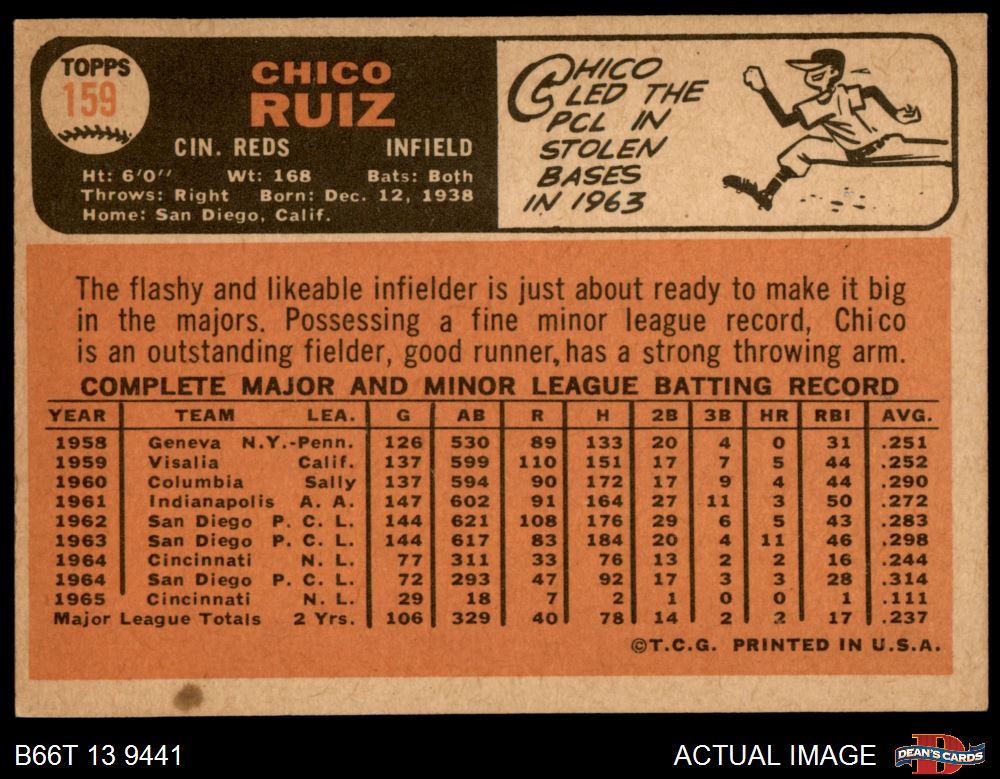 TOPPS
159
CHICO
RUIZ
CIN. REDS INFIELD
Ht: 6'0" Wt: 168 Bats: Both
Throws: Right Born: Dec. 12, 1938
Home: San Diego, Calif.
CHICO
LED THE
PCL IN
STOLEN
BASES
IN 1963
The flashy and likeable infielder is just about ready to make it big
in the majors. Possessing a fine minor league record, Chico
is an outstanding fielder, good runner, has a strong throwing arm.
COMPLETE MAJOR AND MINOR LEAGUE BATTING RECORD
YEAR TEAM LEA. G AB R H 2B 3B HR RBI AVG.
1958 Geneva N.Y.-Penn. 126 530 89 133 20 4 0 31 .251
1959 Visalia Calif. 137 599 110 151 17 7 5 44 .252
1960 Columbia Sally 137 594 90 172 17 9 4 44 .290
1961 Indianapolis A. A. 147 602 91 164 27 11 3 50 .272
1962 San Diego P. C. L. 144 621 108 176 29 6 5 43 .283
1963 San Diego P. C. L. 144 617 83 184 20 4 11 46 .298
1964 Cincinnati N. L. 77 311 33 76 13 2 2 16 .244
1964 San Diego P. C. L. 72 293 47 92 17 3 3 28 .314
1965 Cincinnati N. L. 29 18 7 2 1 0 0 1 .111
Major League Totals 2 Yrs. 106 329 40 78 14 2 2 17 .237
©T.C.G. PRINTED IN U.S.A.
B66T 13 9441 ACTUAL IMAGE DEAN'S CARDS